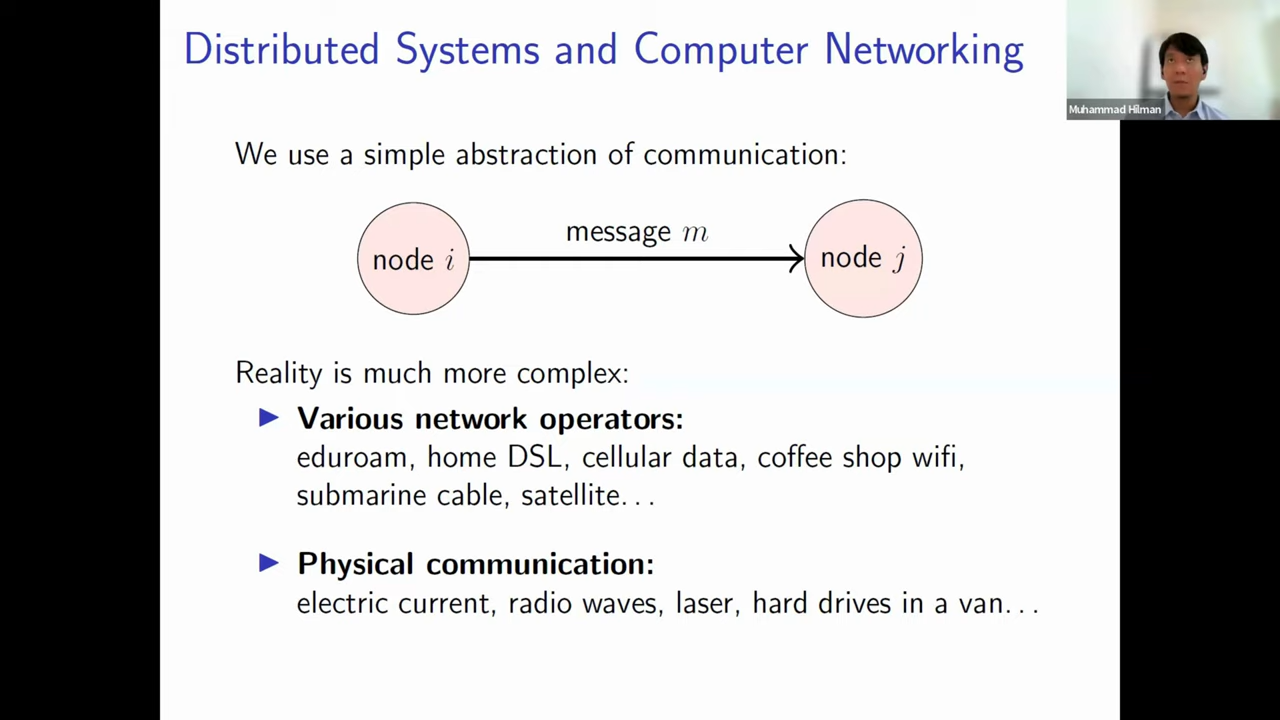 Distributed Systems and Computer Networking
Muhammad Hilman
We use a simple abstraction of communication:
message m
node i
node j
Reality is much more complex:
▶ Various network operators:
eduroam, home DSL, cellular data, coffee shop wifi,
submarine cable, satellite...
▶ Physical communication:
electric current, radio waves, laser, hard drives in a van...